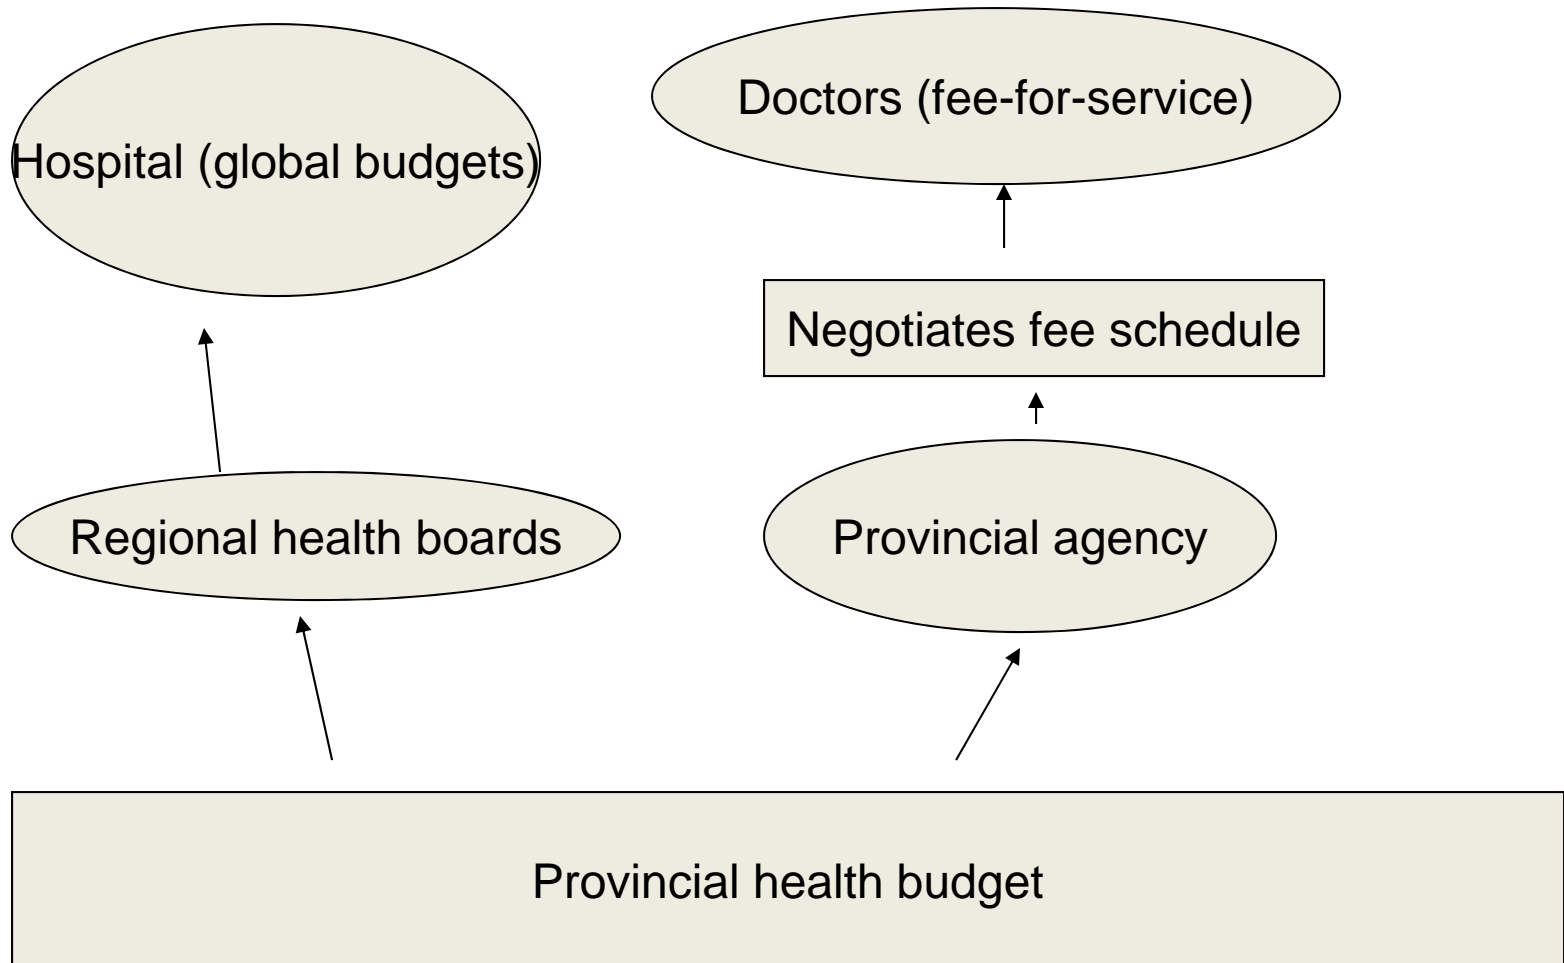 Doctors (fee-for-service)
Hospital (global budgets)
Negotiates fee schedule
Regional health boards
Provincial agency
Provincial health budget